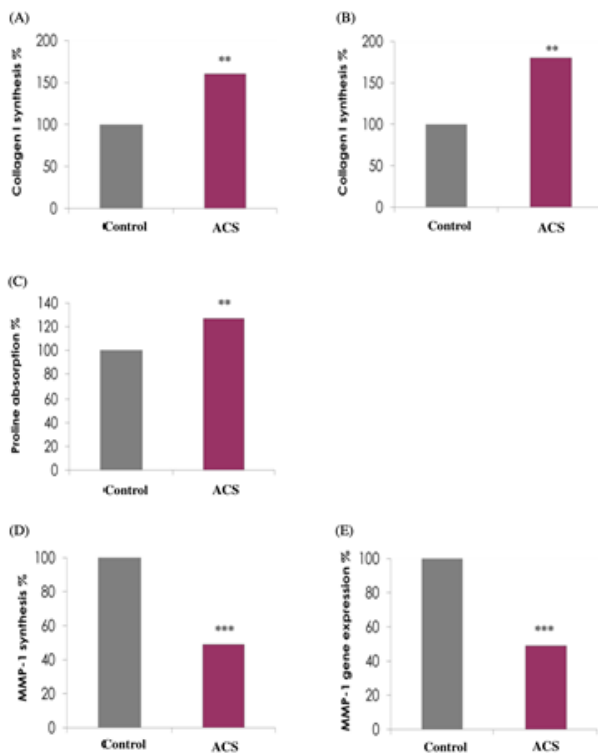 (A)
Collagen I synthesis %
200
150
100
50
0
**
Control
ACS
(B)
Collagen I synthesis %
200
150
100
50
0
**
Control
ACS
(C)
Proline absorption %
140
120
100
80
60
40
20
0
**
Control
ACS
(D)
MMP-1 synthesis %
100
80
60
40
20
0
***
Control
ACS
(E)
MMP-1 gene expression %
100
80
60
40
20
0
***
Control
ACS